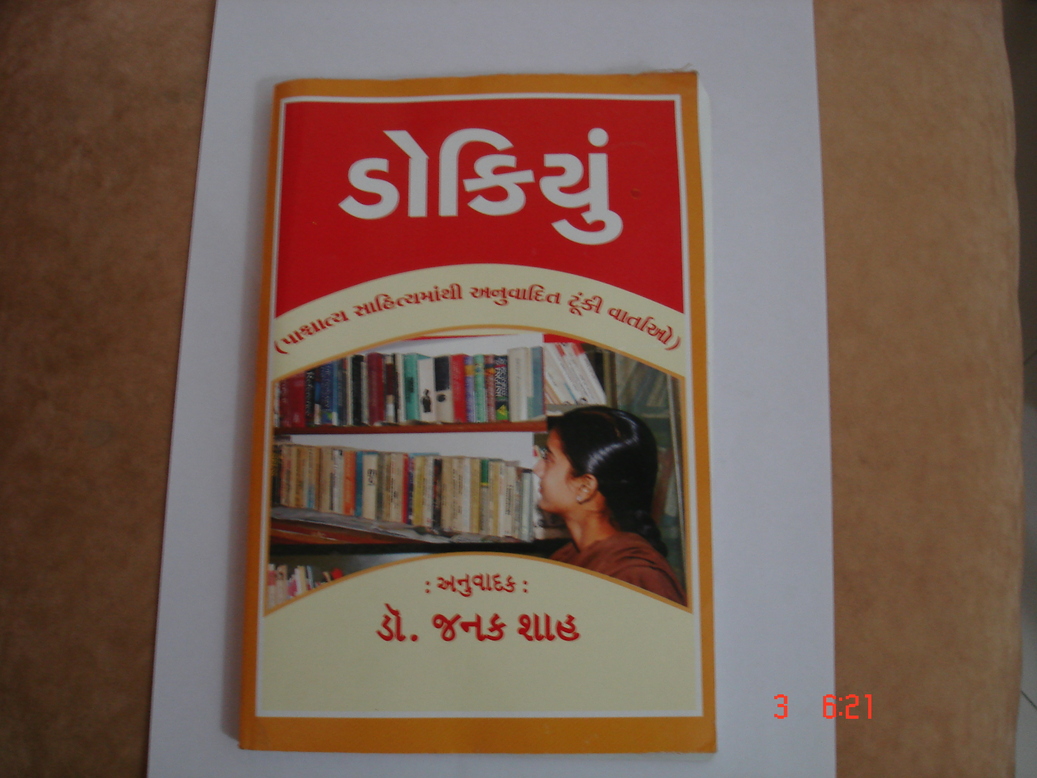 ડોકિયું
(પાશ્ચાત્ય સાહિત્યમાંથી અનુવાદિત ટૂંકી વાર્તાઓ)
: અનુવાદક :
ડૉ. જનક શાહ
3 6:21